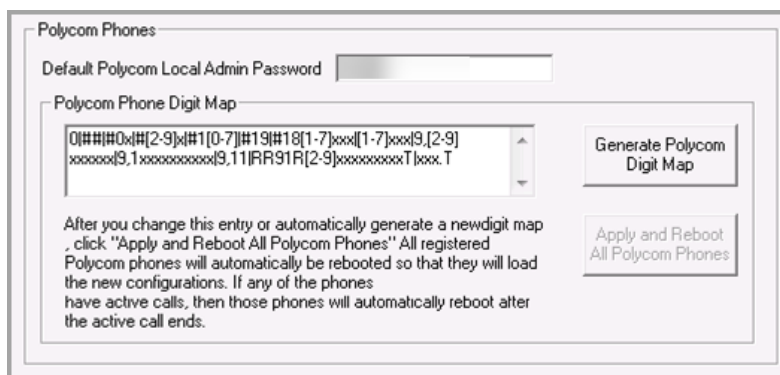 Polycom Phones
Default Polycom Local Admin Password
Polycom Phone Digit Map
0|##|#0x|#[2-9]x|#1[0-7]|#19|#18[1-7]xxx|[1-7]xxx|9,[2-9]
xxxxxx|9,1xxxxxxxxxx|9,11|RR91R[2-9]xxxxxxxxxT|xxx.T
Generate Polycom
Digit Map
After you change this entry or automatically generate a newdigit map
, click "Apply and Reboot All Polycom Phones" All registered
Polycom phones will automatically be rebooted so that they will load
the new configurations. If any of the phones
have active calls, then those phones will automatically reboot after
the active call ends.
Apply and Reboot
All Polycom Phones